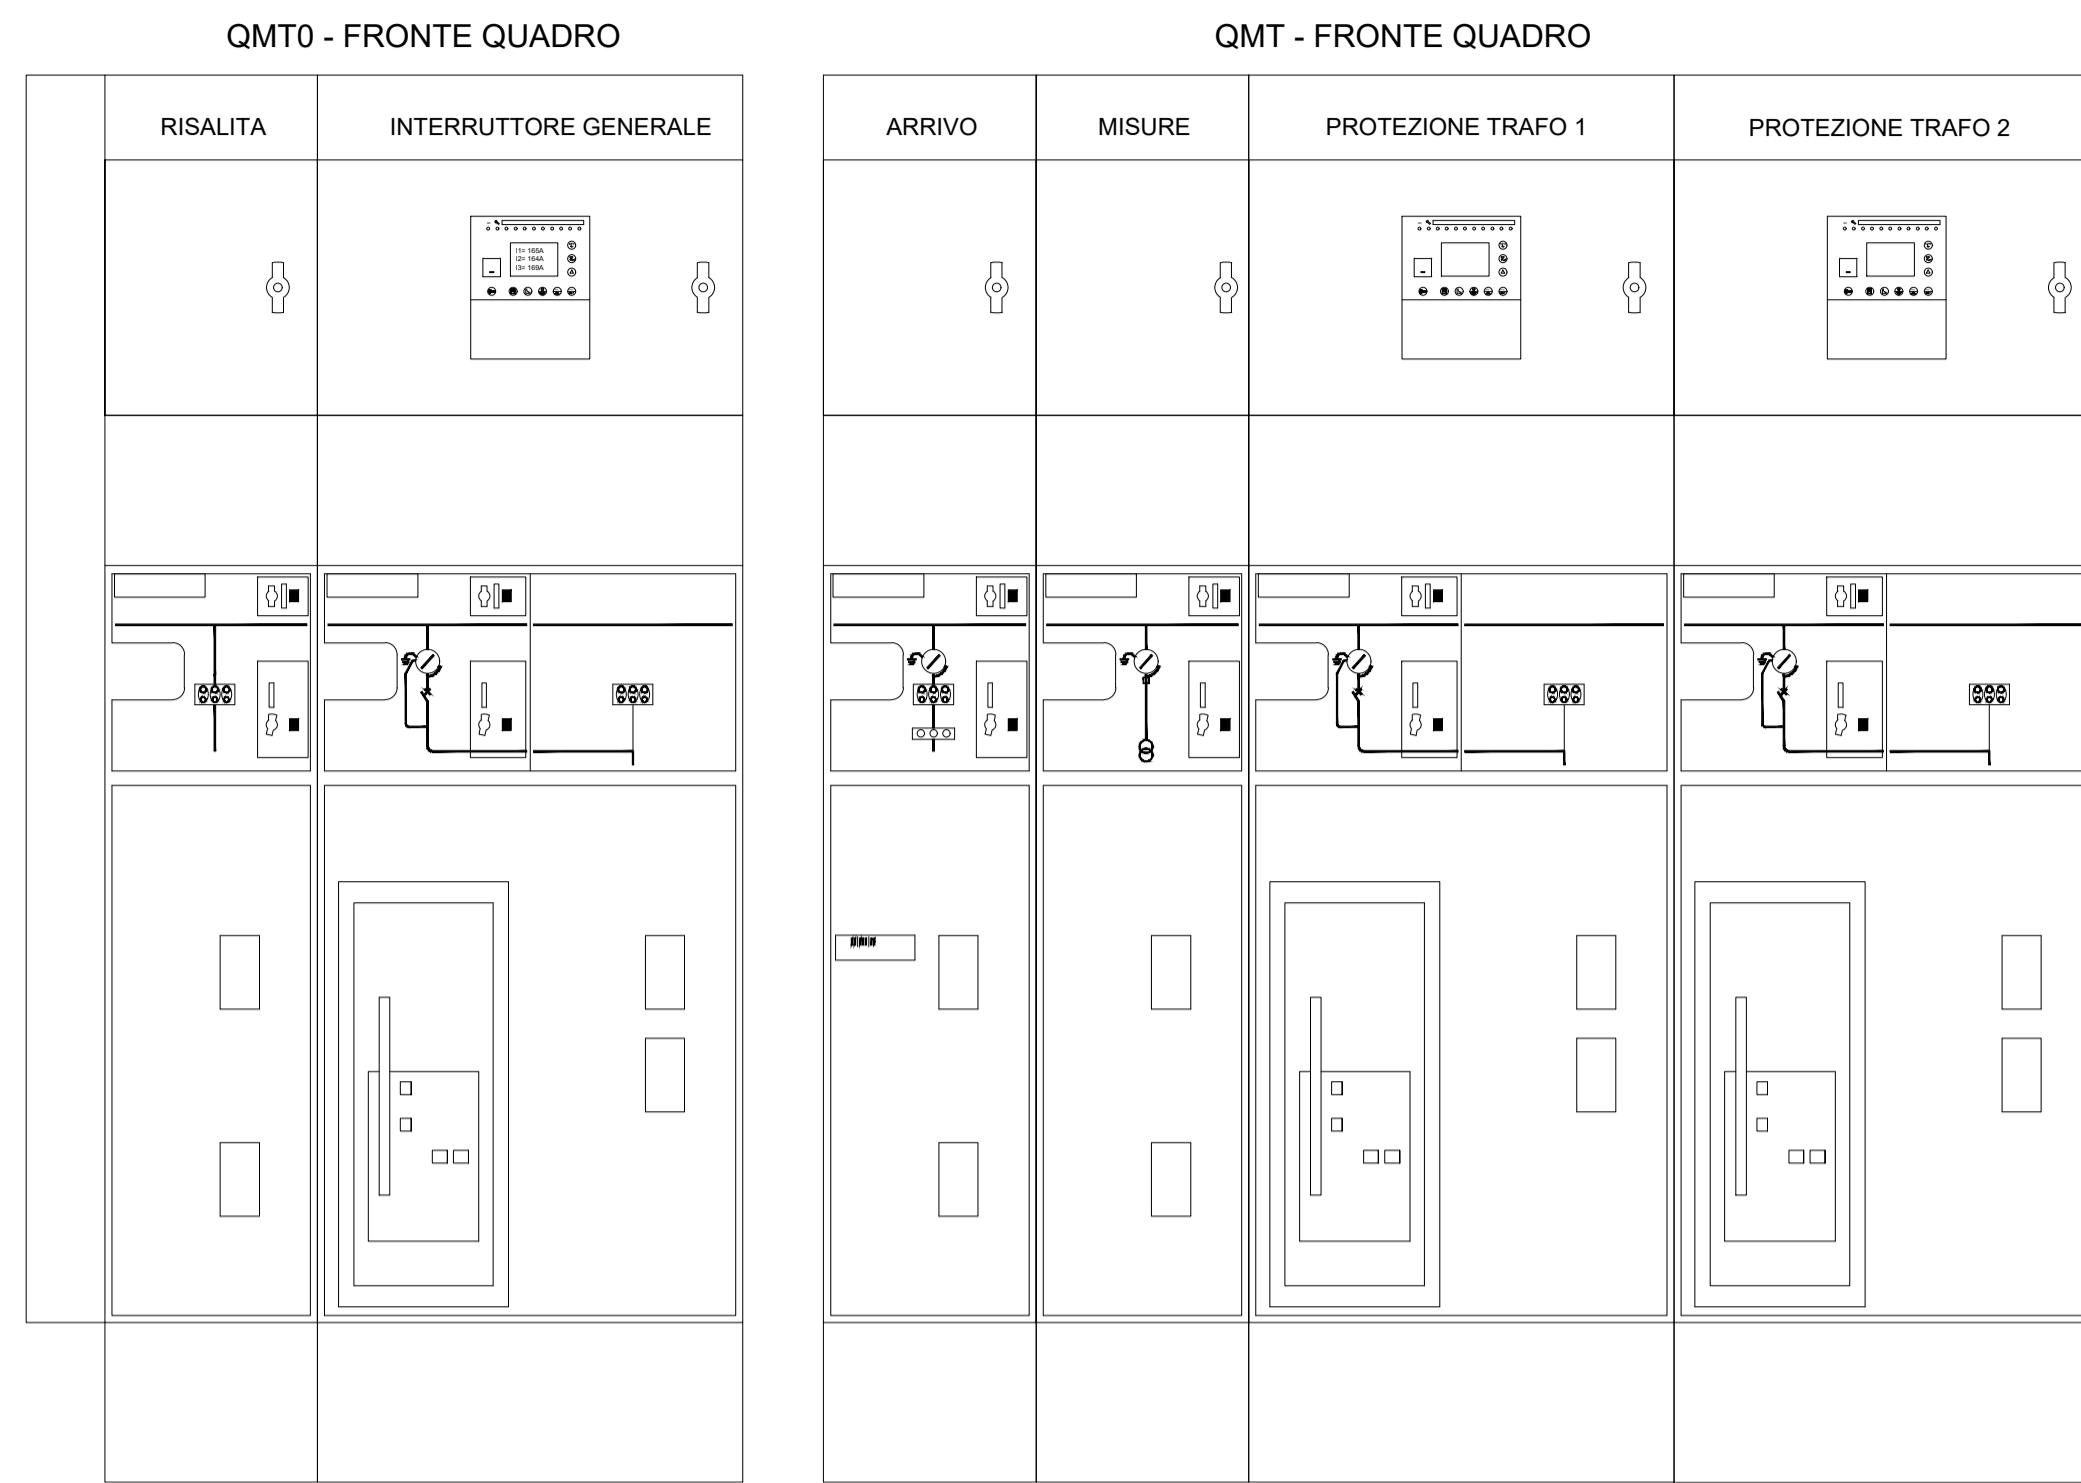 QMT0 - FRONTE QUADRO
RISALITA
INTERRUTTORE GENERALE
I1= 165A
I2= 164A
I3= 169A
QMT - FRONTE QUADRO
ARRIVO
MISURE
PROTEZIONE TRAFO 1
PROTEZIONE TRAFO 2